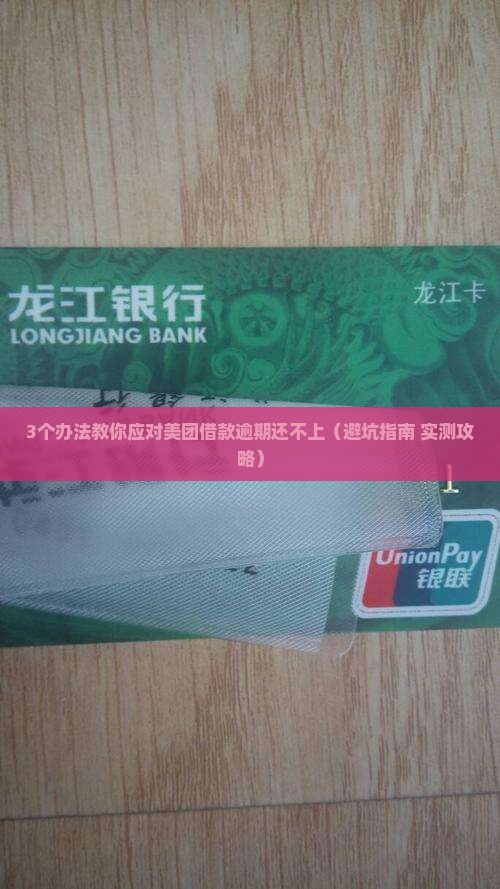 龙江银行
LONGJIANG BANK
龙江卡
3个办法教你应对美团借款逾期还不上（避坑指南 实测攻
略）
1
UnionPay
银联